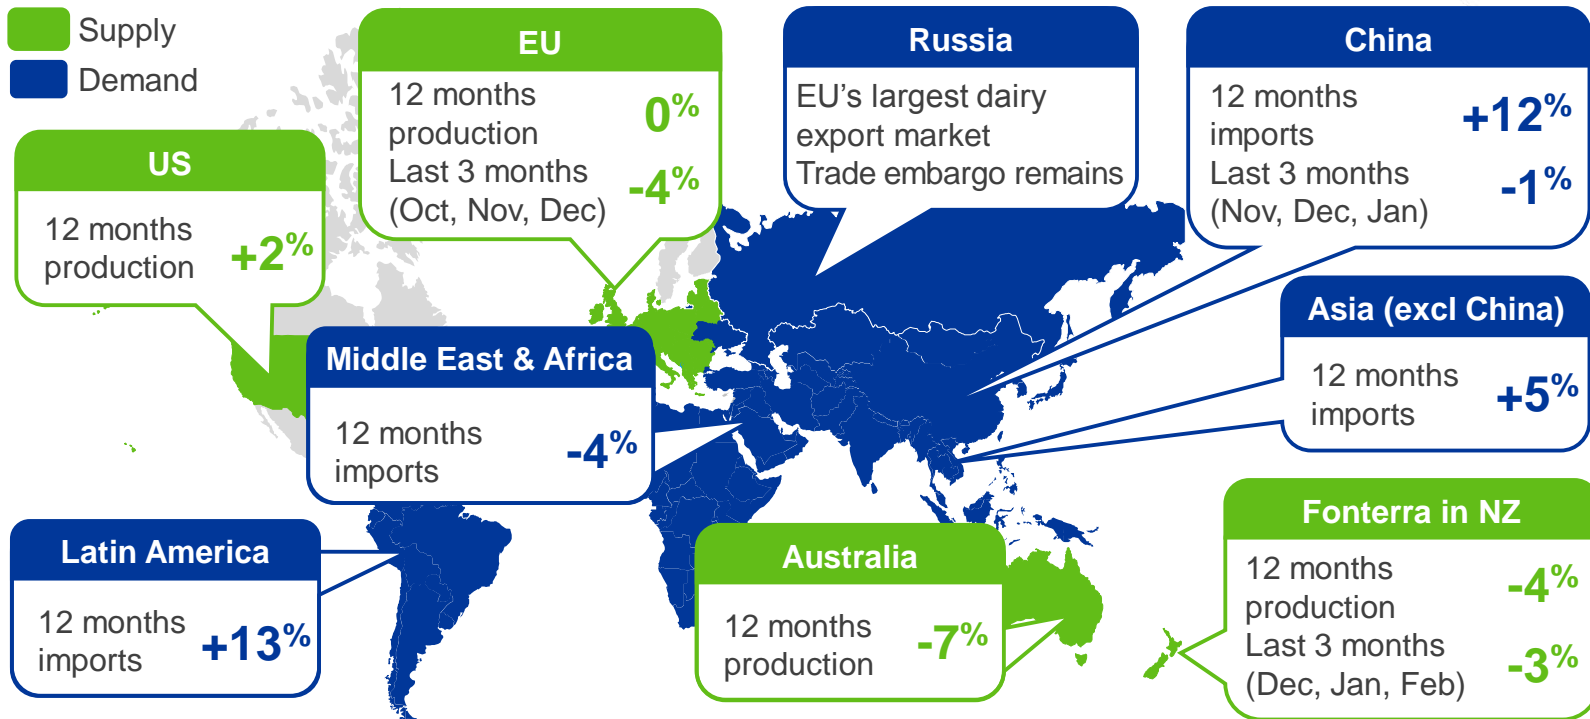 Supply
Demand
EU
12 months
production
0%
Last 3 months
(Oct, Nov, Dec)
-4%
Russia
EU's largest dairy
export market
Trade embargo remains
China
12 months
imports
+12%
Last 3 months
(Nov, Dec, Jan)
-1%
US
12 months
production
+2%
Middle East & Africa
12 months
imports
-4%
Asia (excl China)
12 months
imports
+5%
Latin America
12 months
imports
+13%
Australia
12 months
production
-7%
Fonterra in NZ
12 months
production
-4%
Last 3 months
(Dec, Jan, Feb)
-3%